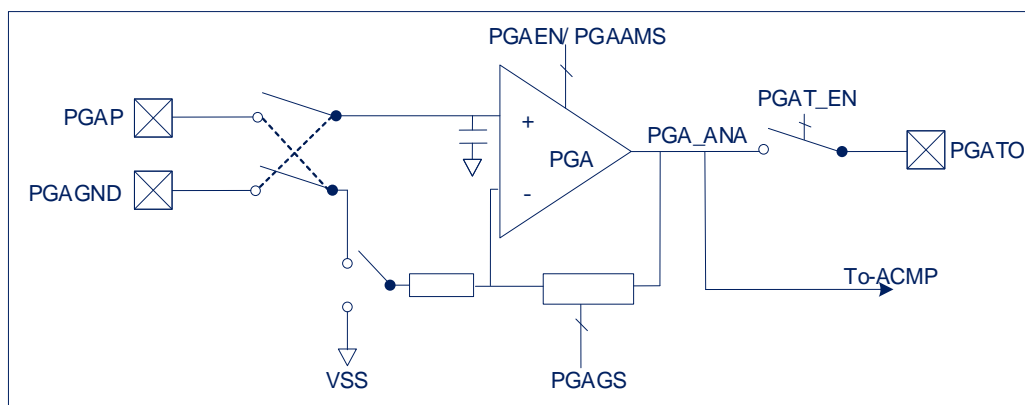 PGAEN/ PGAAMS
PGAP
PGAT_EN
+
PGA_ANA
PGA
PGATO
PGAGND
-
To-ACMP
VSS
PGAGS